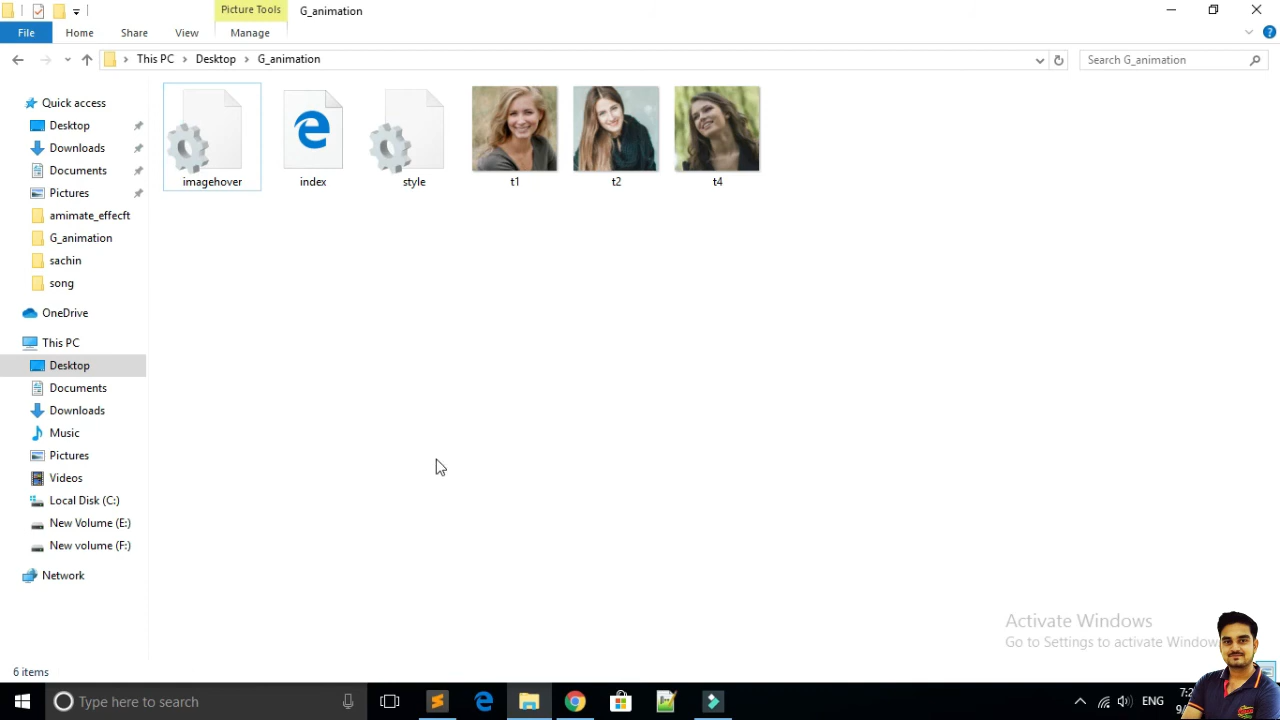 Picture Tools
G_animation
File
Home
Share
View
Manage
This PC
Desktop
G_animation
Search G_animation
Quick access
Desktop
Downloads
Documents
Pictures
amimate_effecft
G_animation
sachin
song
OneDrive
This PC
Desktop
Documents
Downloads
Music
Pictures
Videos
Local Disk (C:)
New Volume (E:)
New volume (F:)
Network
imagehover
index
style
t1
t2
t4
Activate Windows
Go to Settings to activate
6 items
Type here to search
ENG